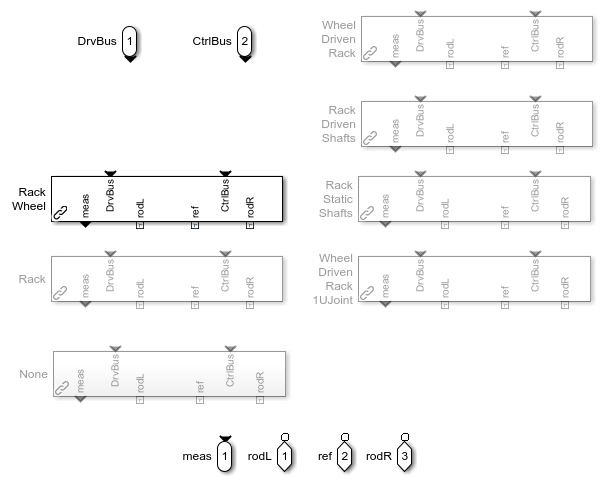 DrvBus 1
CtrlBus 2
Wheel
Driven
Rack
meas DrvBus rodL ref CtrlBus rodR
Rack
Driven
Shafts
meas DrvBus rodL ref CtrlBus rodR
Rack
Wheel
meas DrvBus rodL ref CtrlBus rodR
Rack
Static
Shafts
meas DrvBus rodL ref CtrlBus rodR
Rack
meas DrvBus rodL ref CtrlBus rodR
Wheel
Driven
Rack
1UJoint
meas DrvBus rodL ref CtrlBus rodR
None
meas DrvBus rodL ref CtrlBus rodR
meas 1 rodL 1 ref 2 rodR 3